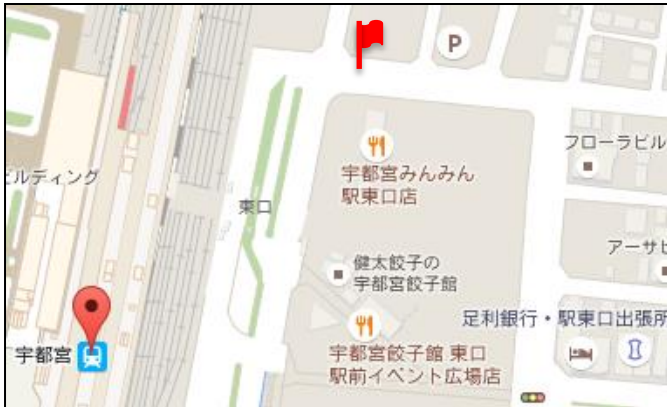 P
フローラビル
宇都宮みんみん
駅東口店
ルディング
東口
アーサ
健太餃子の
宇都宮餃子館
足利銀行・駅東口出張所
宇都宮
宇都宮餃子館 東口
駅前イベント広場店